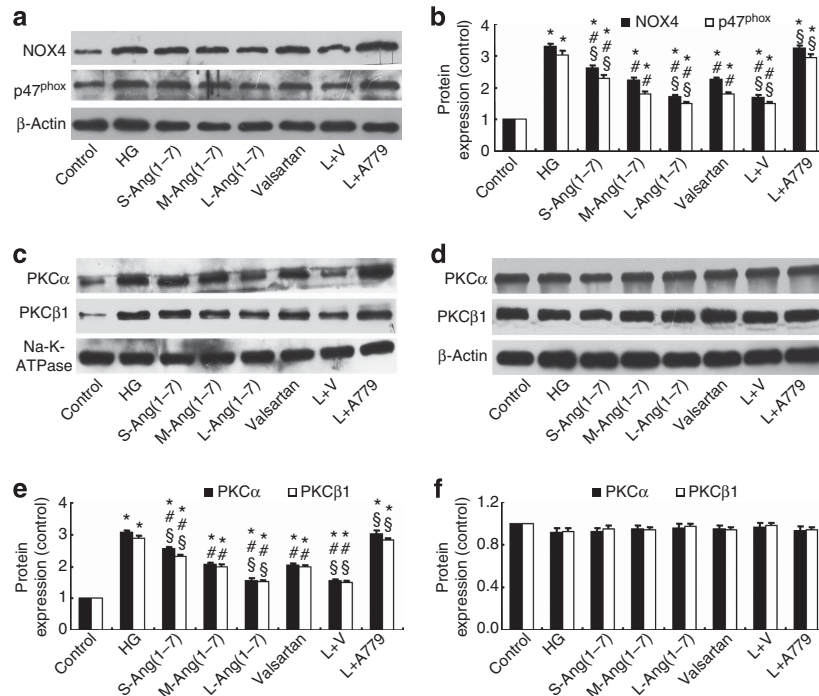 a
NOX4
p47phox
β-Actin
Control HG S-Ang(1–7) M-Ang(1–7) L-Ang(1–7) Valsartan L+V L+A779
b
NOX4 p47phox
Protein
expression (control)
4
3
2
1
0
* * * * * * * * * * * * * *
# # # # # # # # # #
§ § § § § § § §
Control HG S-Ang(1–7) M-Ang(1–7) L-Ang(1–7) Valsartan L+V L+A779
c
PKCα
PKCβ1
Na-K-
ATPase
Control HG S-Ang(1–7) M-Ang(1–7) L-Ang(1–7) Valsartan L+V L+A779
d
PKCα
PKCβ1
β-Actin
Control HG S-Ang(1–7) M-Ang(1–7) L-Ang(1–7) Valsartan L+V L+A779
e
PKCα PKCβ1
Protein
expression (control)
4
3
2
1
0
* * * * * * * * * * * * * *
# # # # # # # # # #
§ § § § § § § §
Control HG S-Ang(1–7) M-Ang(1–7) L-Ang(1–7) Valsartan L+V L+A779
f
PKCα PKCβ1
Protein
expression (control)
1.2
0.8
0.4
0.0
Control HG S-Ang(1–7) M-Ang(1–7) L-Ang(1–7) Valsartan L+V L+A779